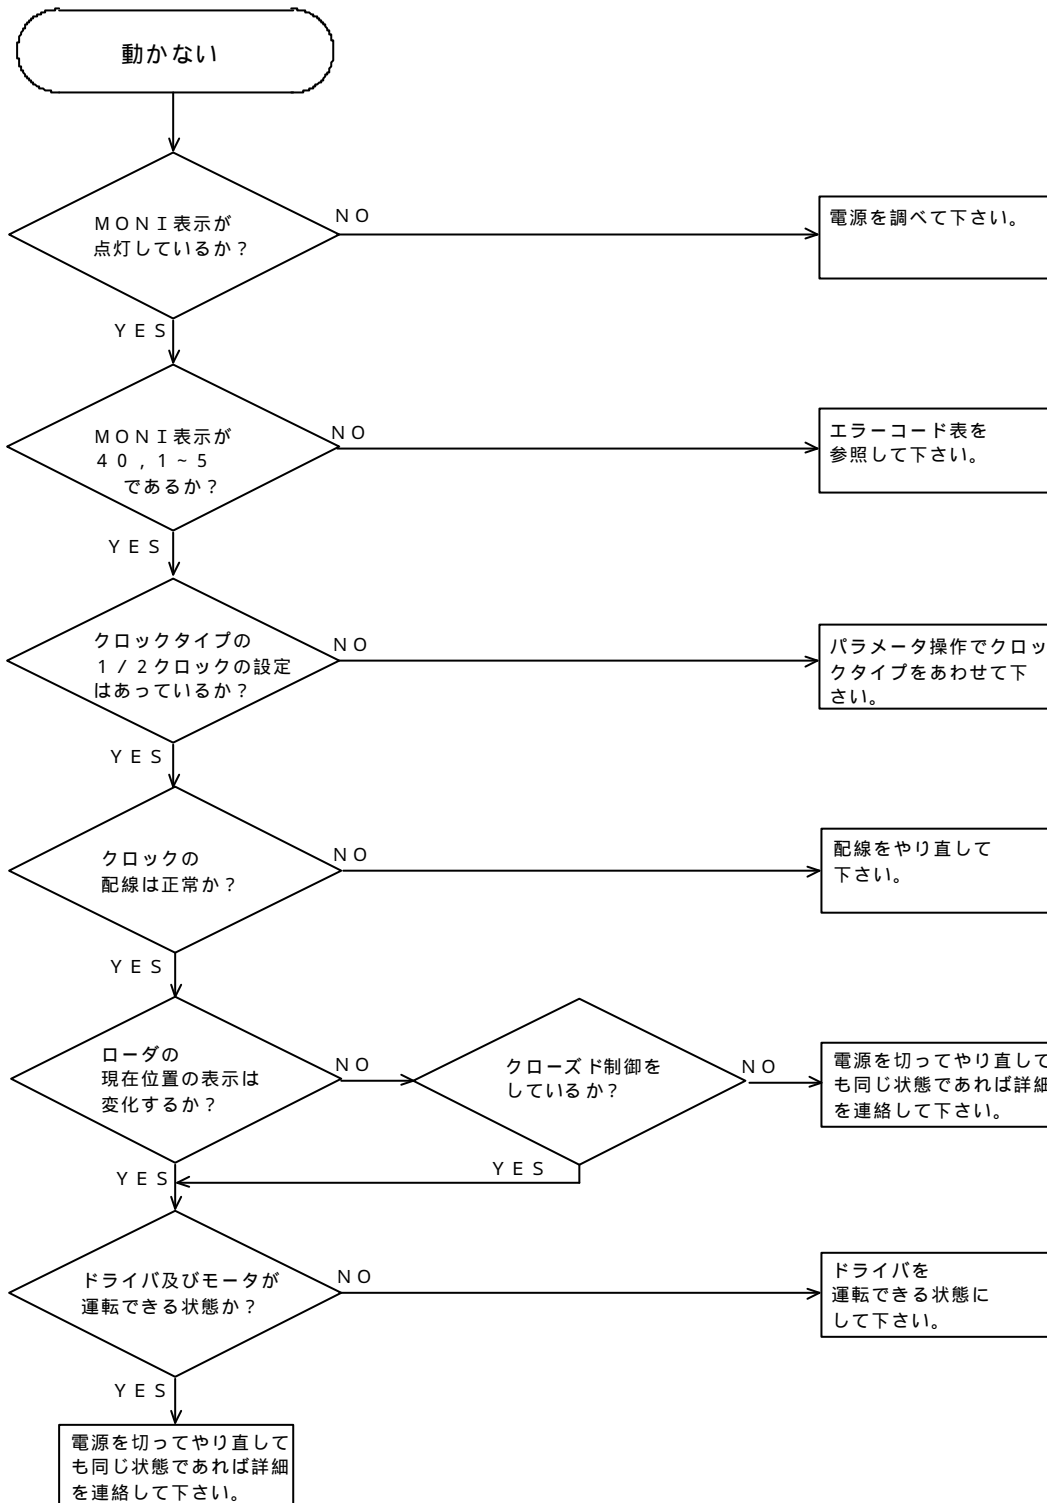 動かない
ＭＯＮＩ表示が
点灯しているか？
ＮＯ
電源を調べて下さい。
ＹＥＳ
ＭＯＮＩ表示が
４０，１~５
であるか？
ＮＯ
エラーコード表を
参照して下さい。
ＹＥＳ
クロックタイプの
１／２クロックの設定
はあっているか？
ＮＯ
パラメータ操作でクロッ
クタイプをあわせて下
さい。
ＹＥＳ
クロックの
配線は正常か？
ＮＯ
配線をやり直して
下さい。
ＹＥＳ
ローダの
現在位置の表示は
変化するか？
ＮＯ
クローズド制御を
しているか？
ＮＯ
電源を切ってやり直して
も同じ状態であれば詳細
を連絡して下さい。
ＹＥＳ
ＹＥＳ
ドライバ及びモータが
運転できる状態か？
ＮＯ
ドライバを
運転できる状態に
して下さい。
ＹＥＳ
電源を切ってやり直して
も同じ状態であれば詳細
を連絡して下さい。